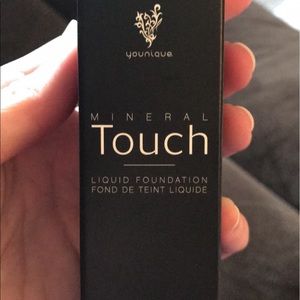 younique
MINERAL
Touch
LIQUID FOUNDATION
FOND DE TEINT LIQUIDE